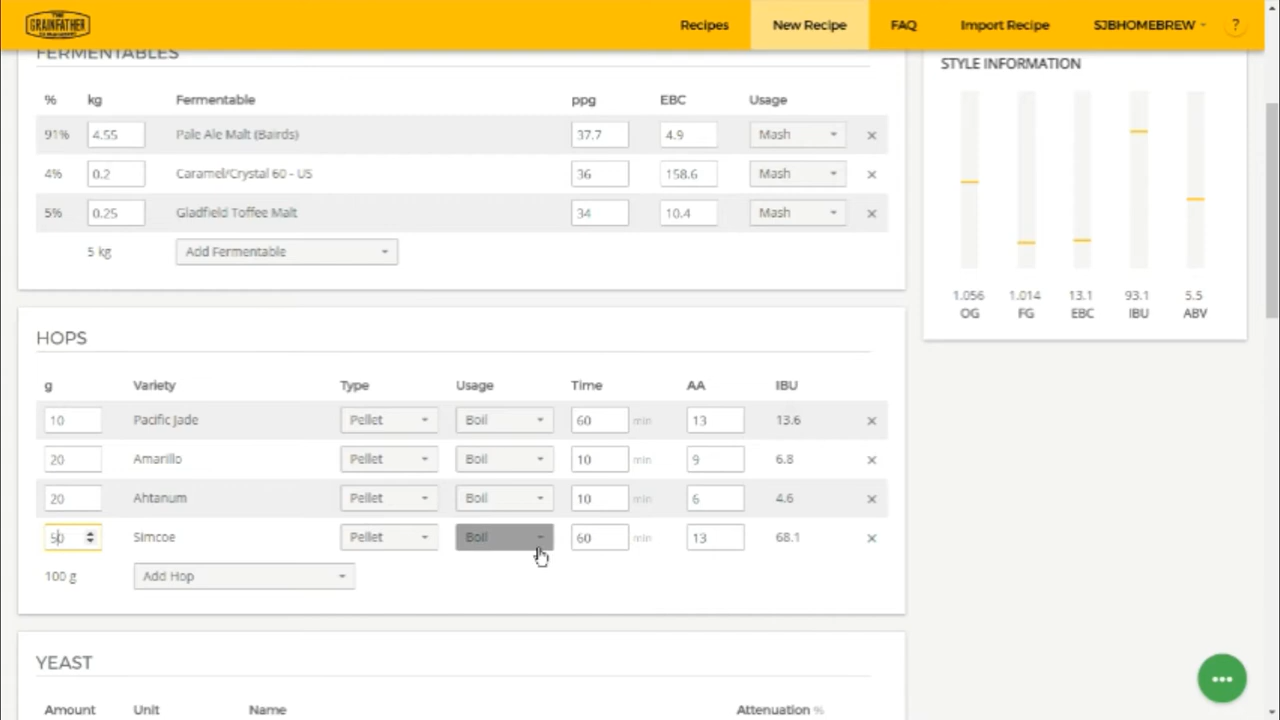 THE
GRAINFATHER
Recipes
New Recipe
FAQ
Import Recipe
SJBHOMEBREW
?
FERMENTABLES
% kg Fermentable ppg EBC Usage
91% 4.55 Pale Ale Malt (Bairds) 37.7 4.9 Mash ×
4% 0.2 Caramel/Crystal 60 - US 36 158.6 Mash ×
5% 0.25 Gladfield Toffee Malt 34 10.4 Mash ×
5 kg Add Fermentable
STYLE INFORMATION
1.056 1.014 13.1 93.1 5.5
OG FG EBC IBU ABV
HOPS
g Variety Type Usage Time AA IBU
10 Pacific Jade Pellet Boil 60 min 13 13.6 ×
20 Amarillo Pellet Boil 10 min 9 6.8 ×
20 Ahtanum Pellet Boil 10 min 6 4.6 ×
50 Simcoe Pellet Boil 60 min 13 68.1 ×
100 g Add Hop
YEAST
Amount Unit Name Attenuation %